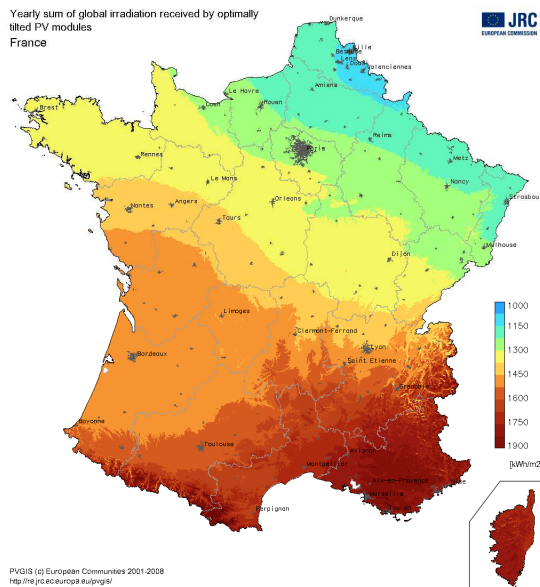 Yearly sum of global irradiation received by optimally
tilted PV modules
France
JRC
EUROPEAN COMMISSION
Dunkerque
Lille
Lens
Valenciennes
Amiens
Le Havre
Rouen
Caen
Reims
Metz
Brest
Nancy
Rennes
Strasbou
Le Mans
Orleans
Angers
Nantes
Tours
Mulhouse
Dijon
1000
1150
1300
1450
1600
1750
1900
[kWh/m2
Limoges
Clermont-Ferrand
Lyon
Bordeaux
Saint Etienne
Grenoble
Bayonne
Toulouse
Avignon
Montpellier
Aix-en-Provence
Nice
Marseille
Toulon
Perpignan
PVGIS (c) European Communities 2001-2008
http://re.jrc.ec.europa.eu/pvgis/